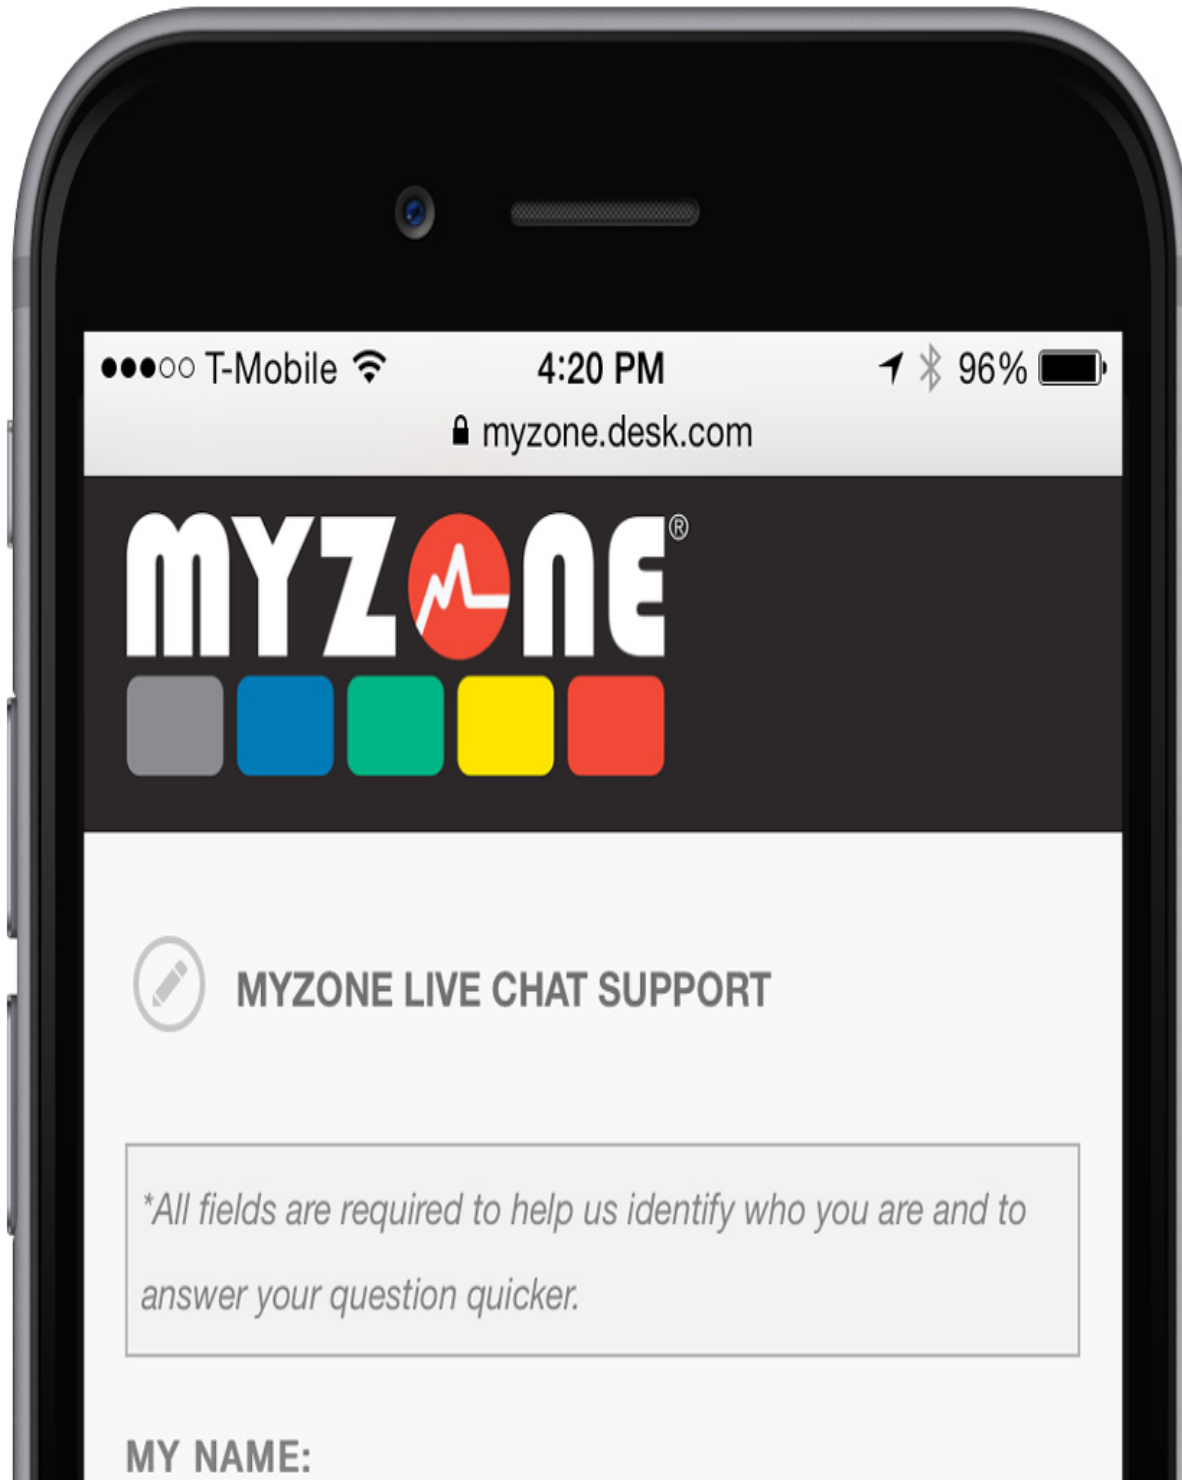 T-Mobile 4:20 PM 96%
myzone.desk.com
MYZONE®
MYZONE LIVE CHAT SUPPORT
*All fields are required to help us identify who you are and to
answer your question quicker.
MY NAME: